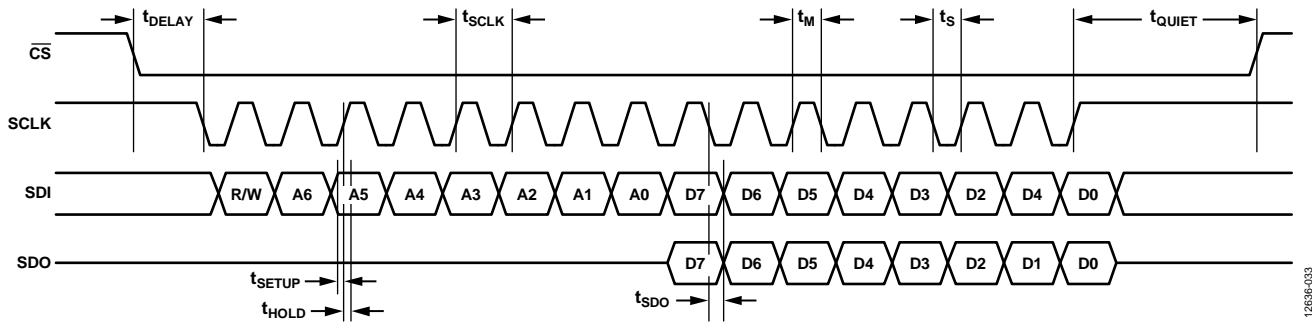 tDELAY tSCLK tM tS tQUIET
CS
SCLK
SDI R/W A6 A5 A4 A3 A2 A1 A0 D7 D6 D5 D4 D3 D2 D4 D0
SDO D7 D6 D5 D4 D3 D2 D1 D0
tSETUP
tHOLD
tSDO
12636-033